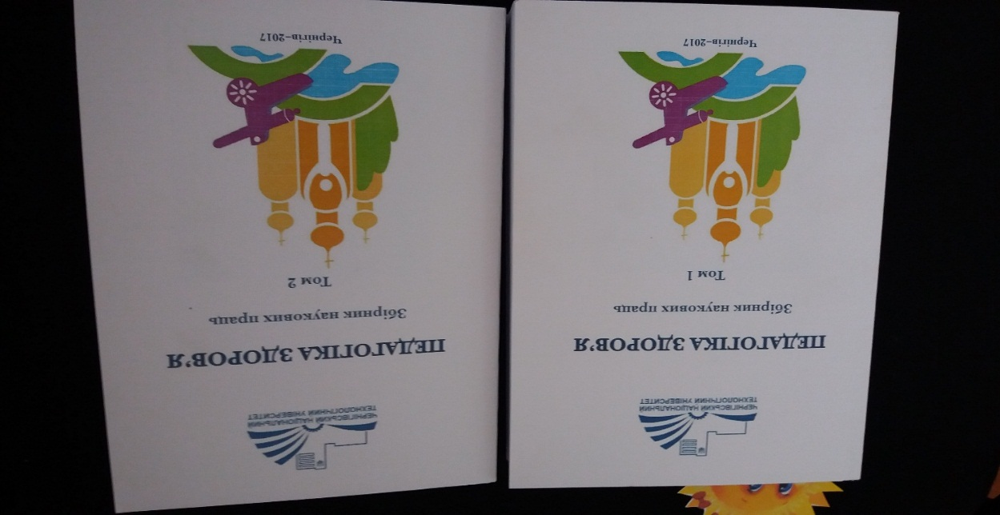 ЧЕРНІГІВСЬКИЙ НАЦІОНАЛЬНИЙ
ТЕХНОЛОГІЧНИЙ УНІВЕРСИТЕТ
ПЕДАГОГІКА ЗДОРОВ'Я
Збірник наукових праць
Том 1
Чернігів–2017
ЧЕРНІГІВСЬКИЙ НАЦІОНАЛЬНИЙ
ТЕХНОЛОГІЧНИЙ УНІВЕРСИТЕТ
ПЕДАГОГІКА ЗДОРОВ'Я
Збірник наукових праць
Том 2
Чернігів–2017